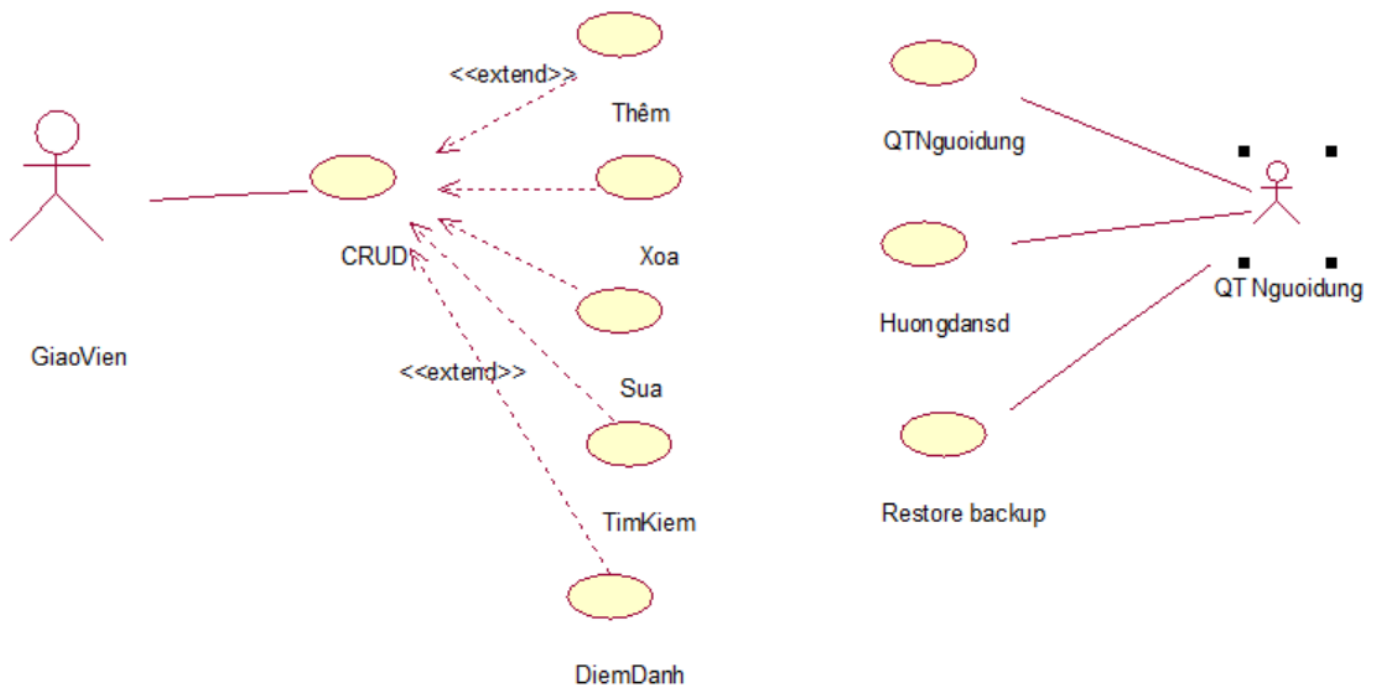 <<extend>>
Thêm
QTNguoidung
CRUD
Xoa
Huongdansd
QT Nguoidung
GiaoVien
<<extend>>
Sua
TimKiem
Restore backup
DiemDanh